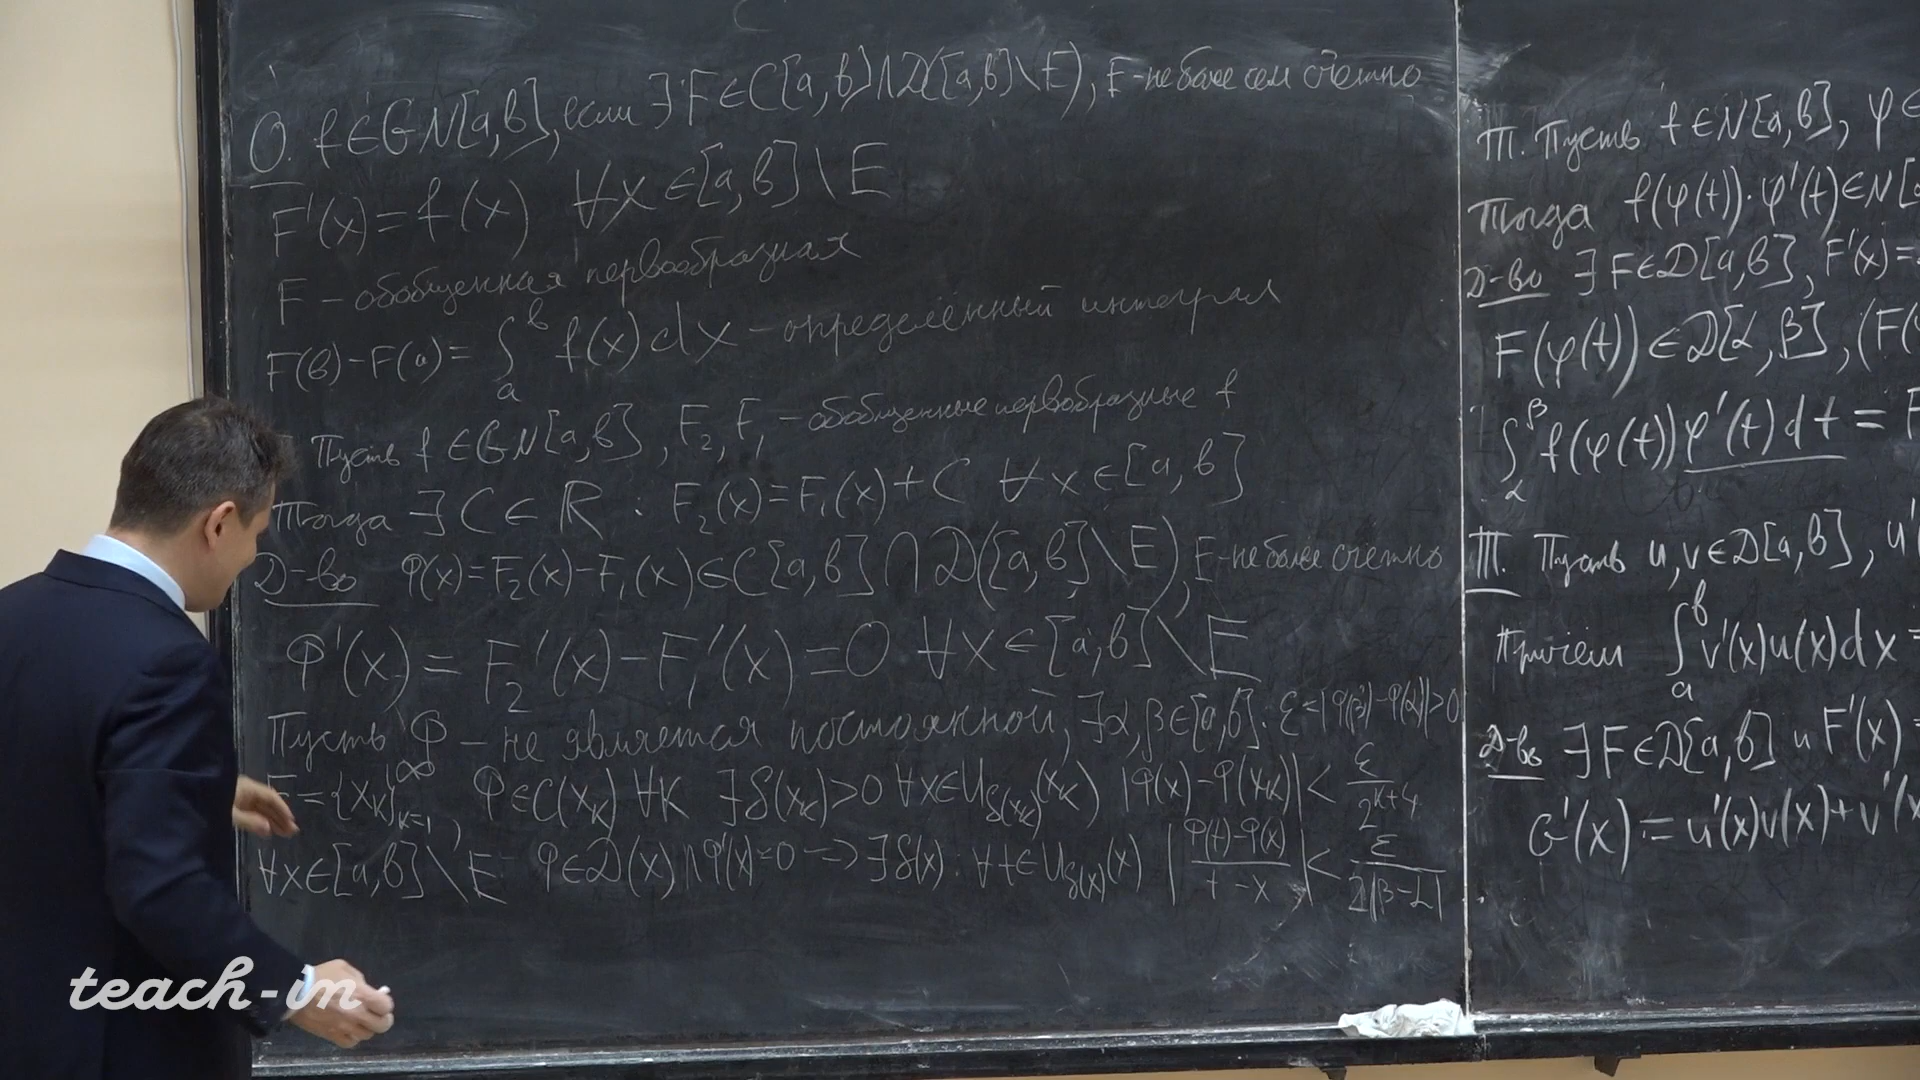 О. f ∈ GN[a,b], если ∃ F ∈ C[a,b] ∩ D([a,b]\E), E - не более чем счётно
F'(x) = f(x) ∀x ∈ [a,b]\E
F - обобщенная первообразная
F(b) - F(a) = ∫_a^b f(x)dx - определённый интеграл
Пусть f ∈ GN[a,b], F₂, F₁ - обобщенные первообразные f
Тогда ∃ C ∈ ℝ : F₂(x) = F₁(x) + C ∀x ∈ [a,b]
Д-во φ(x) = F₂(x) - F₁(x) ∈ C[a,b] ∩ D([a,b]\E), E - не более счетно
φ'(x) = F₂'(x) - F₁'(x) = 0 ∀x ∈ [a,b]\E
Пусть φ - не является постоянной, ∃α,β ∈ [a,b]: ε = |φ(β) - φ(α)| > 0
E = {x_k}_{k=1}^∞, φ ∈ C(x_k) ∀k ∃δ(x_k) > 0 ∀x ∈ U_{δ(x_k)}(x_k) |φ(x) - φ(x_k)| < ε/2^{k+4}
∀x ∈ [a,b]\E φ ∈ D(x) ∩ φ'(x) = 0 → ∃δ(x): ∀t ∈ U_{δ(x)}(x) |(φ(t) - φ(x))/(t - x)| < ε/(2|β-α|)
Т. Пусть f ∈ N[a,b], φ ∈
Тогда f(φ(t))·φ'(t) ∈ N[
Д-во ∃ F ∈ D[a,b], F'(x) =
F(φ(t)) ∈ D[α,β], (F(
∫_α^β f(φ(t))φ'(t)dt =
Т. Пусть u, v ∈ D[a,b], u'
Причём ∫_a^b v'(x)u(x)dx =
Д-во ∃ F ∈ D[a,b] и F'(x) =
G'(x) = u'(x)v(x) + v'(x
teach-in